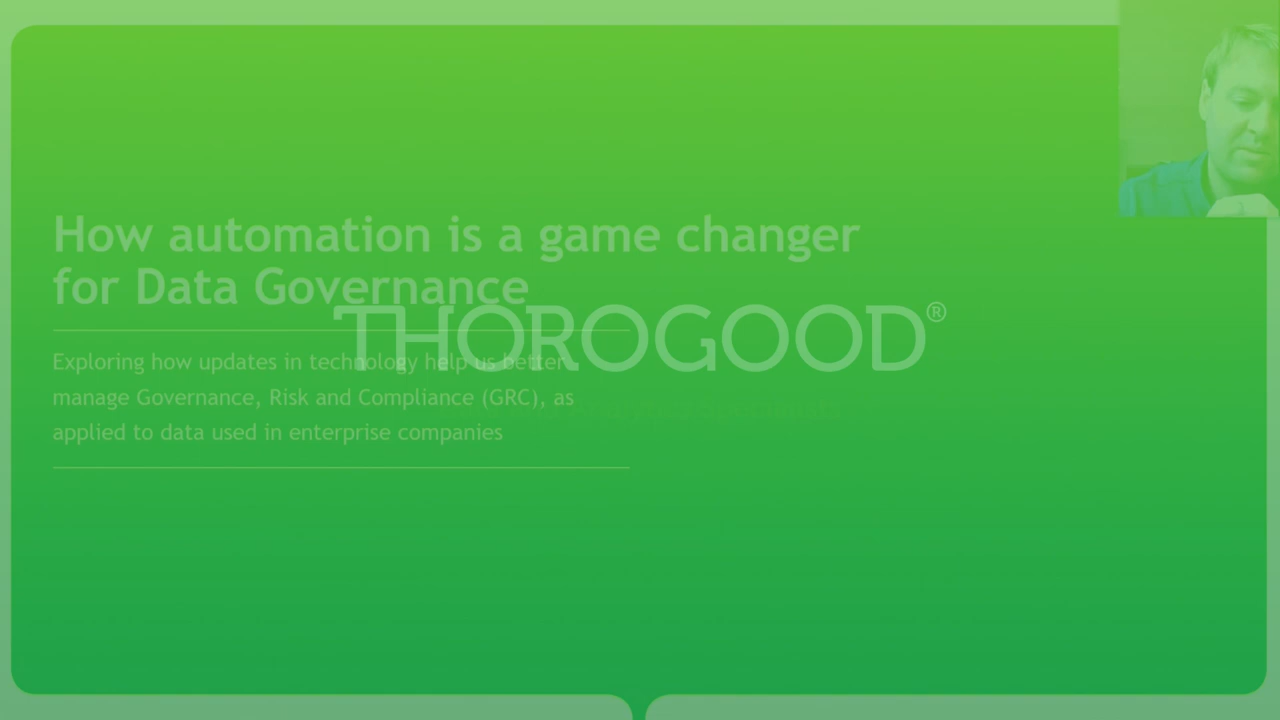 How automation is a game changer
for Data Governance
THOROGOOD®
Exploring how updates in technology help us better
manage Governance, Risk and Compliance (GRC), as
applied to data used in enterprise companies